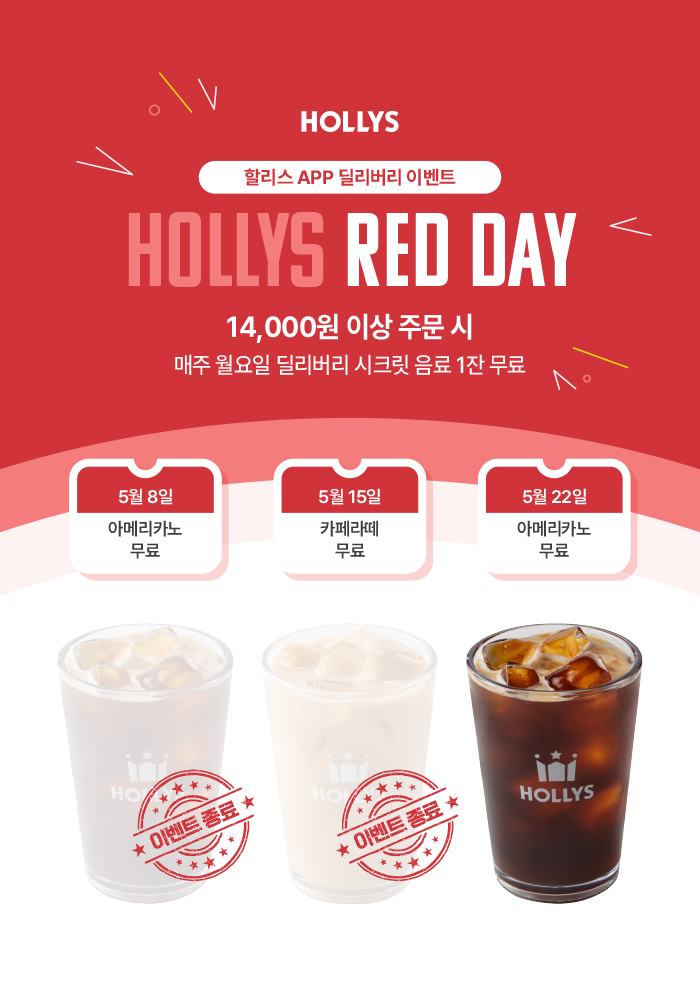 HOLLYS
할리스 APP 딜리버리 이벤트
HOLLYS RED DAY
14,000원 이상 주문 시
매주 월요일 딜리버리 시크릿 음료 1잔 무료
5월 8일
아메리카노
무료
5월 15일
카페라떼
무료
5월 22일
아메리카노
무료
HOLLYS
이벤트 종료
HOLLYS
이벤트 종료
HOLLYS